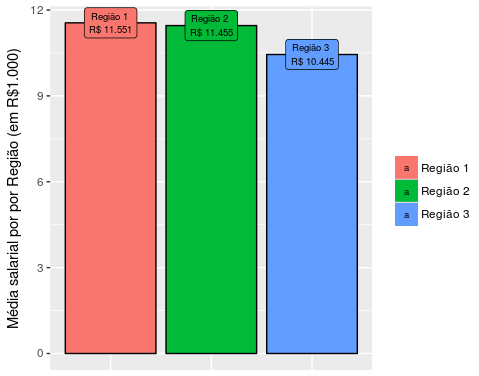 Média salarial por por Região (em R$1.000)
12
9
6
3
0
Região 1
R$ 11.551
Região 2
R$ 11.455
Região 3
R$ 10.445
a Região 1
a Região 2
a Região 3